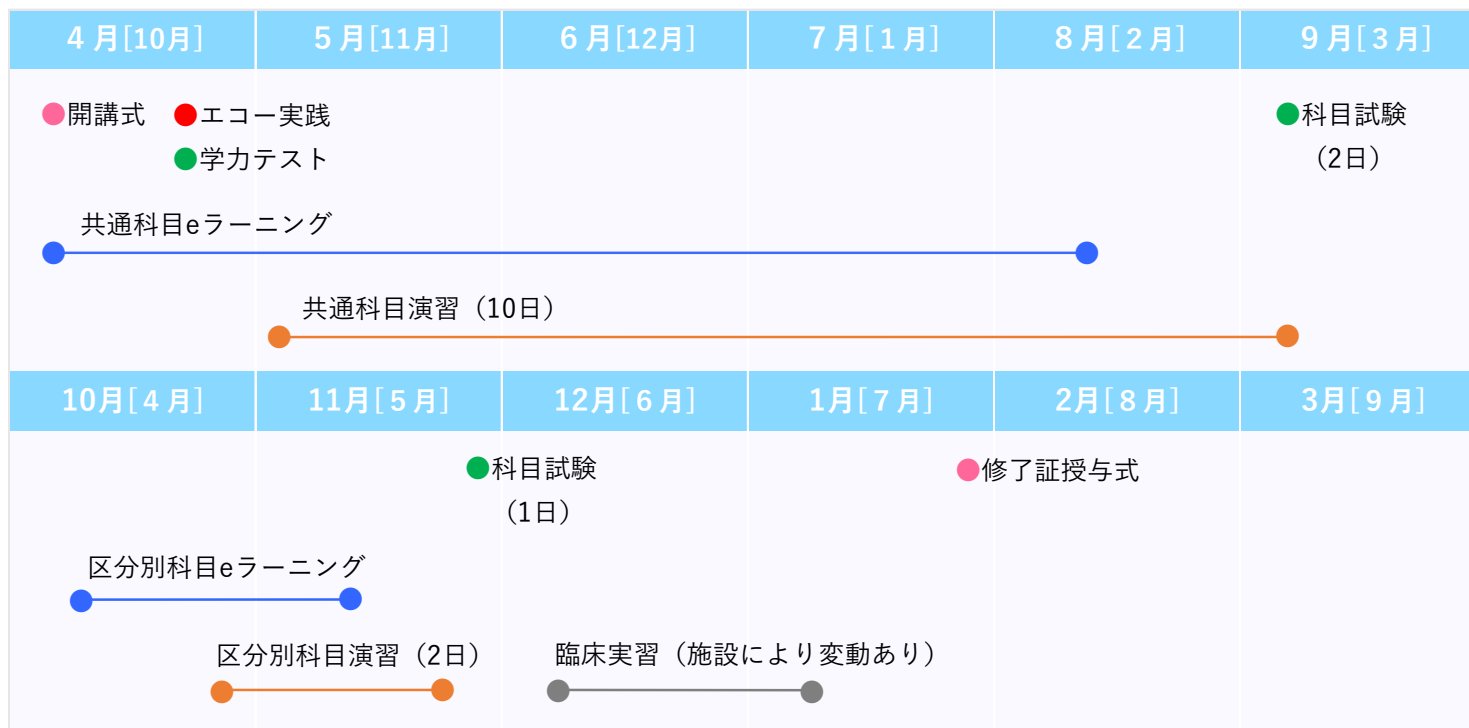 4月[10月] 5月[11月] 6月[12月] 7月[1月] 8月[2月] 9月[3月]
開講式 エコー実践 科目試験
学力テスト (2日)
共通科目eラーニング
共通科目演習（10日）
10月[4月] 11月[5月] 12月[6月] 1月[7月] 2月[8月] 3月[9月]
科目試験 修了証授与式
（1日）
区分別科目eラーニング
区分別科目演習（2日） 臨床実習（施設により変動あり）